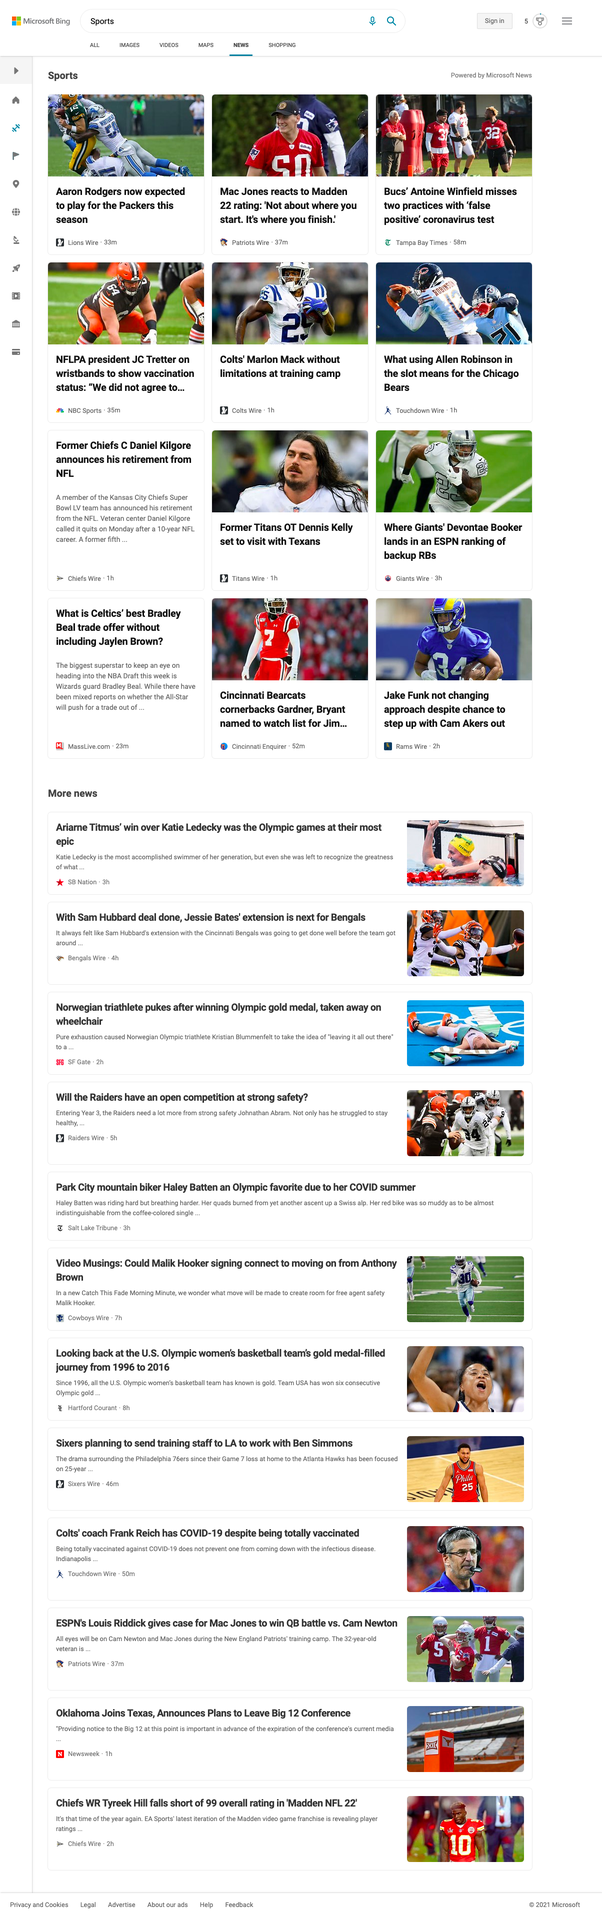 Microsoft Bing
Sports
Sign in
5
ALL IMAGES VIDEOS MAPS NEWS SHOPPING
Sports
Powered by Microsoft News
Aaron Rodgers now expected
to play for the Packers this
season
Lions Wire · 33m
Mac Jones reacts to Madden
22 rating: 'Not about where you
start. It's where you finish.'
Patriots Wire · 37m
Bucs' Antoine Winfield misses
two practices with 'false
positive' coronavirus test
Tampa Bay Times · 58m
NFLPA president JC Tretter on
wristbands to show vaccination
status: "We did not agree to...
NBC Sports · 35m
Colts' Marlon Mack without
limitations at training camp
Colts Wire · 1h
What using Allen Robinson in
the slot means for the Chicago
Bears
Touchdown Wire · 1h
Former Chiefs C Daniel Kilgore
announces his retirement from
NFL
A member of the Kansas City Chiefs Super
Bowl LV team has announced his retirement
from the NFL. Veteran center Daniel Kilgore
called it quits on Monday after a 10-year NFL
career. A former fifth ...
Chiefs Wire · 1h
Former Titans OT Dennis Kelly
set to visit with Texans
Titans Wire · 1h
Where Giants' Devontae Booker
lands in an ESPN ranking of
backup RBs
Giants Wire · 3h
What is Celtics' best Bradley
Beal trade offer without
including Jaylen Brown?
The biggest superstar to keep an eye on
heading into the NBA Draft this week is
Wizards guard Bradley Beal. While there have
been mixed reports on whether the All-Star
will push for a trade out of ...
MassLive.com · 23m
Cincinnati Bearcats
cornerbacks Gardner, Bryant
named to watch list for Jim...
Cincinnati Enquirer · 52m
Jake Funk not changing
approach despite chance to
step up with Cam Akers out
Rams Wire · 2h
More news
Ariarne Titmus' win over Katie Ledecky was the Olympic games at their most
epic
Katie Ledecky is the most accomplished swimmer of her generation, but even she was left to recognize the greatness
of what ...
SB Nation · 3h
With Sam Hubbard deal done, Jessie Bates' extension is next for Bengals
It always felt like Sam Hubbard's extension with the Cincinnati Bengals was going to get done well before the team got
around ...
Bengals Wire · 4h
Norwegian triathlete pukes after winning Olympic gold medal, taken away on
wheelchair
Pure exhaustion caused Norwegian Olympic triathlete Kristian Blummenfelt to take the idea of "leaving it all out there"
to a ...
SF Gate · 2h
Will the Raiders have an open competition at strong safety?
Entering Year 3, the Raiders need a lot more from strong safety Johnathan Abram. Not only has he struggled to stay
healthy, ...
Raiders Wire · 5h
Park City mountain biker Haley Batten an Olympic favorite due to her COVID summer
Haley Batten was riding hard but breathing harder. Her quads burned from yet another ascent up a Swiss alp. Her red bike was so muddy as to be almost
indistinguishable from the coffee-colored single ...
Salt Lake Tribune · 3h
Video Musings: Could Malik Hooker signing connect to moving on from Anthony
Brown
In a new Catch This Fade Morning Minute, we wonder what move will be made to create room for free agent safety
Malik Hooker.
Cowboys Wire · 7h
Looking back at the U.S. Olympic women's basketball team's gold medal-filled
journey from 1996 to 2016
Since 1996, all the U.S. Olympic women's basketball team has known is gold. Team USA has won six consecutive
Olympic gold ...
Hartford Courant · 8h
Sixers planning to send training staff to LA to work with Ben Simmons
The drama surrounding the Philadelphia 76ers since their Game 7 loss at home to the Atlanta Hawks has been focused
on 25-year ...
Sixers Wire · 46m
Phila
25
Colts' coach Frank Reich has COVID-19 despite being totally vaccinated
Being totally vaccinated against COVID-19 does not prevent one from coming down with the infectious disease.
Indianapolis ...
Touchdown Wire · 50m
ESPN's Louis Riddick gives case for Mac Jones to win QB battle vs. Cam Newton
All eyes will be on Cam Newton and Mac Jones during the New England Patriots' training camp. The 32-year-old
veteran is ...
Patriots Wire · 37m
Oklahoma Joins Texas, Announces Plans to Leave Big 12 Conference
"Providing notice to the Big 12 at this point is important in advance of the expiration of the conference's current media
...
Newsweek · 1h
Chiefs WR Tyreek Hill falls short of 99 overall rating in 'Madden NFL 22'
It's that time of the year again. EA Sports' latest iteration of the Madden video game franchise is revealing player
ratings ...
Chiefs Wire · 2h
10
Privacy and Cookies Legal Advertise About our ads Help Feedback
© 2021 Microsoft